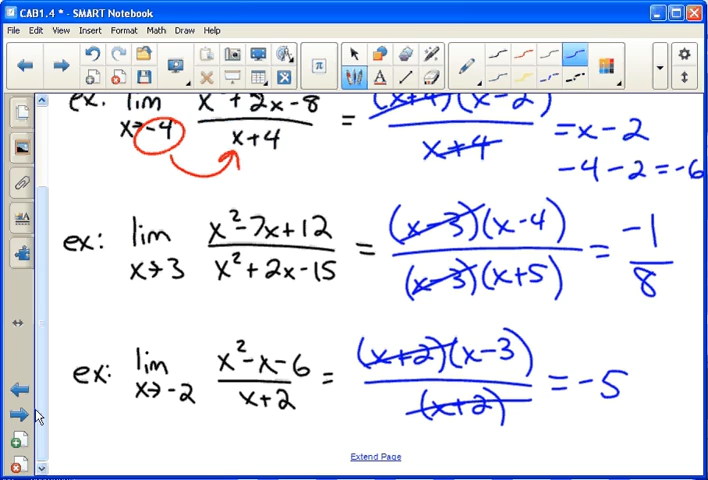 CAB1.4 * - SMART Notebook
File Edit View Insert Format Math Draw Help
ex: lim x→-4 x²+2x-8 / x+4 = (x+4)(x-2) / x+4 = x-2
-4-2=-6
ex: lim x→3 x²-7x+12 / x²+2x-15 = (x-3)(x-4) / (x-3)(x+5) = -1/8
ex: lim x→-2 x²-x-6 / x+2 = (x+2)(x-3) / (x+2) = -5
Extend Page